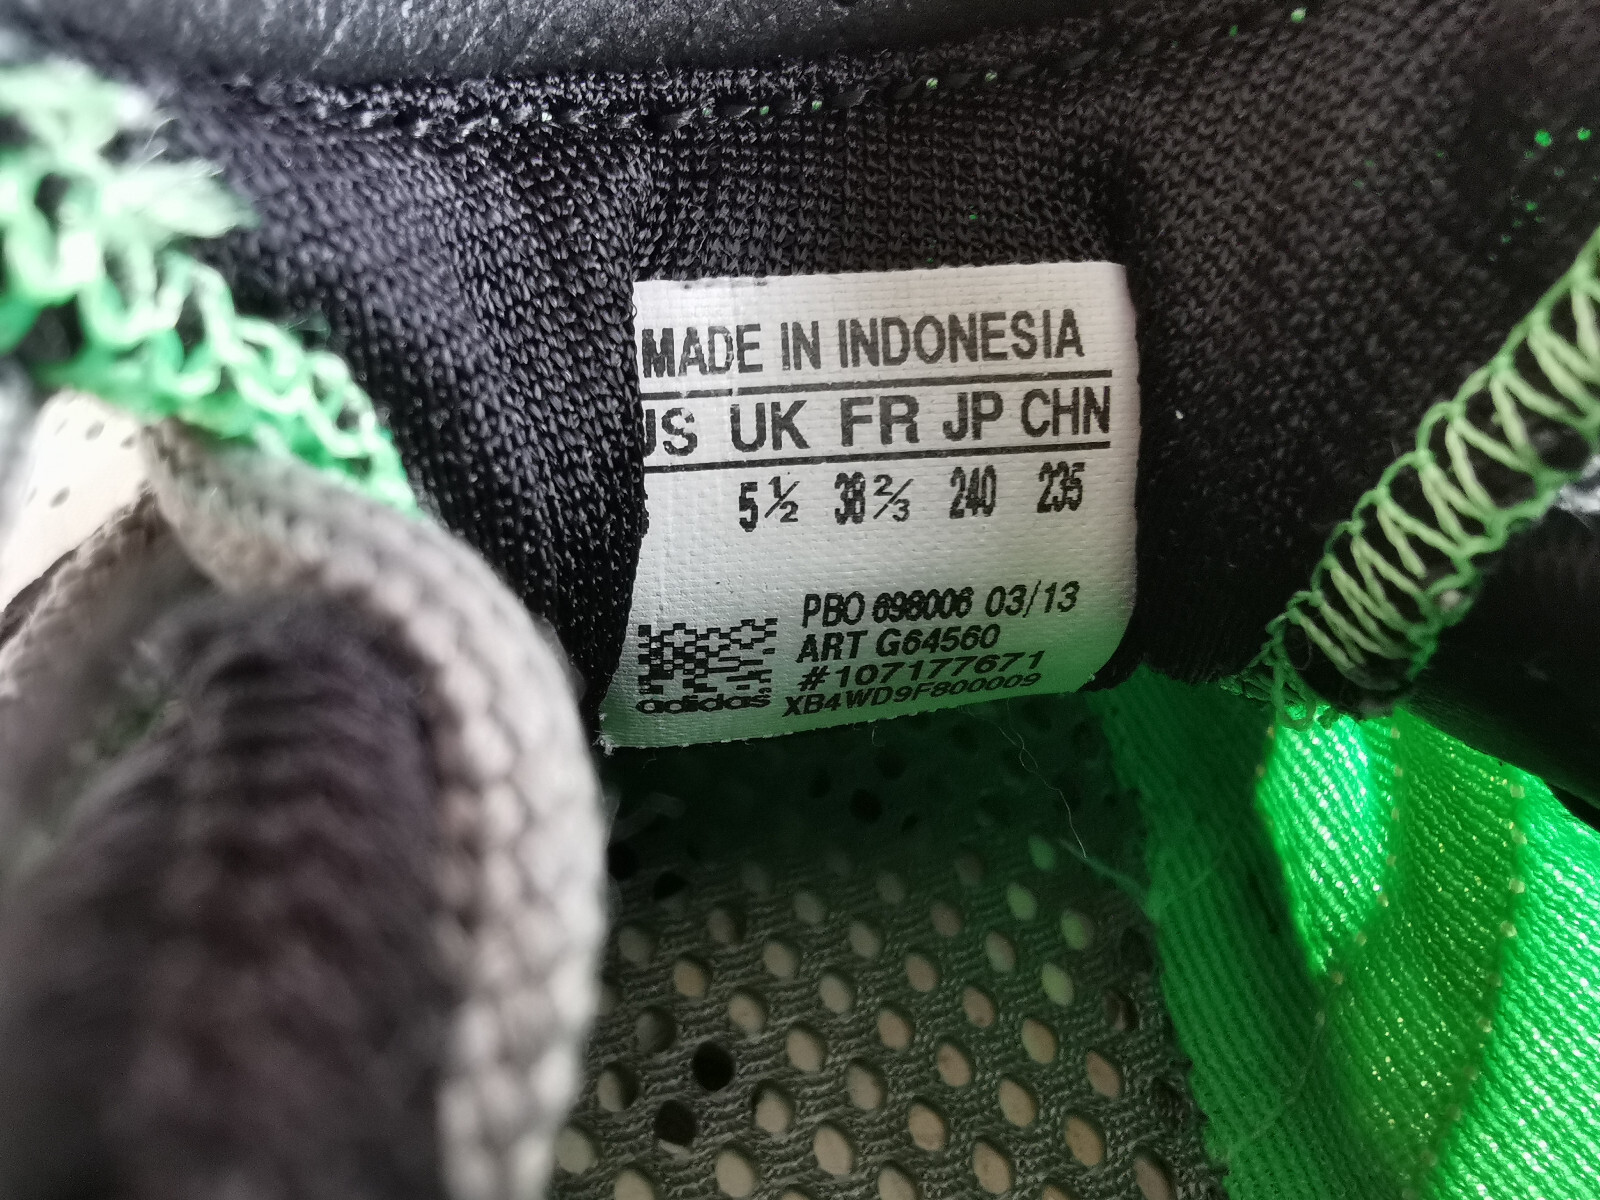 MADE IN INDONESIA
US UK FR JP CHN
5½ 38⅔ 240 235
PBO 698006 03/13
ART G64560
#107177671
XB4WD9F800009
adidas